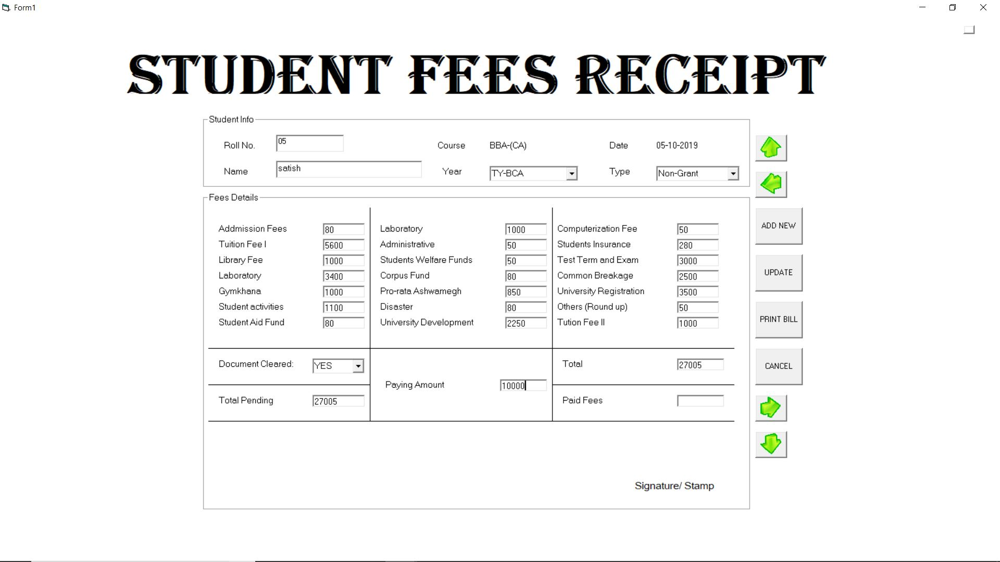 Form1
STUDENT FEES RECEIPT
Student Info
Roll No. 05 Course BBA-(CA) Date 05-10-2019
Name satish Year TY-BCA Type Non-Grant
Fees Details
Addmission Fees 80 Laboratory 1000 Computerization Fee 50
Tuition Fee I 5600 Administrative 50 Students Insurance 280
Library Fee 1000 Students Welfare Funds 50 Test Term and Exam 3000
Laboratory 3400 Corpus Fund 80 Common Breakage 2500
Gymkhana 1000 Pro-rata Ashwamegh 850 University Registration 3500
Student activities 1100 Disaster 80 Others (Round up) 50
Student Aid Fund 80 University Development 2250 Tution Fee II 1000
Document Cleared: YES Total 27005
Paying Amount 10000
Total Pending 27005 Paid Fees
Signature/ Stamp
ADD NEW
UPDATE
PRINT BILL
CANCEL